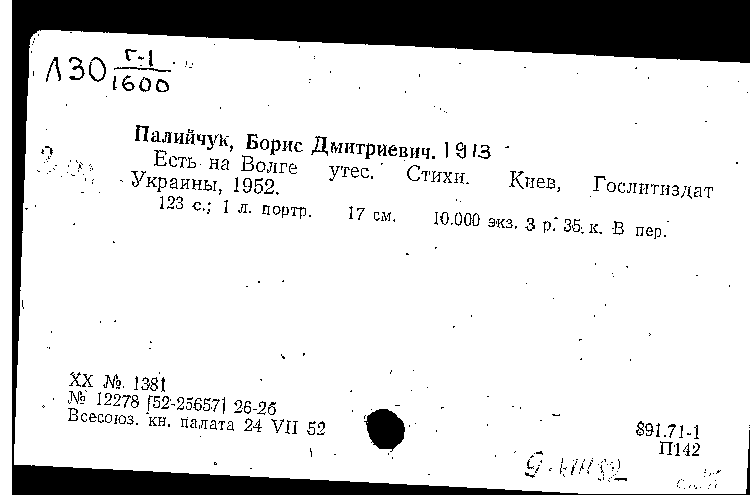 Л30 Г-1
1600
Палийчук, Борис Дмитриевич. 1913
Есть на Волге утес. Стихи. Киев, Гослитиздат
Украины, 1952.
123 с.; 1 л. портр. 17 см. 10.000 экз. 3 р. 35 к. В пер.
XX № 1381
№ 12278 [52-25657] 26-26
Всесоюз. кн. палата 24 VII 52
891.71-1
П142